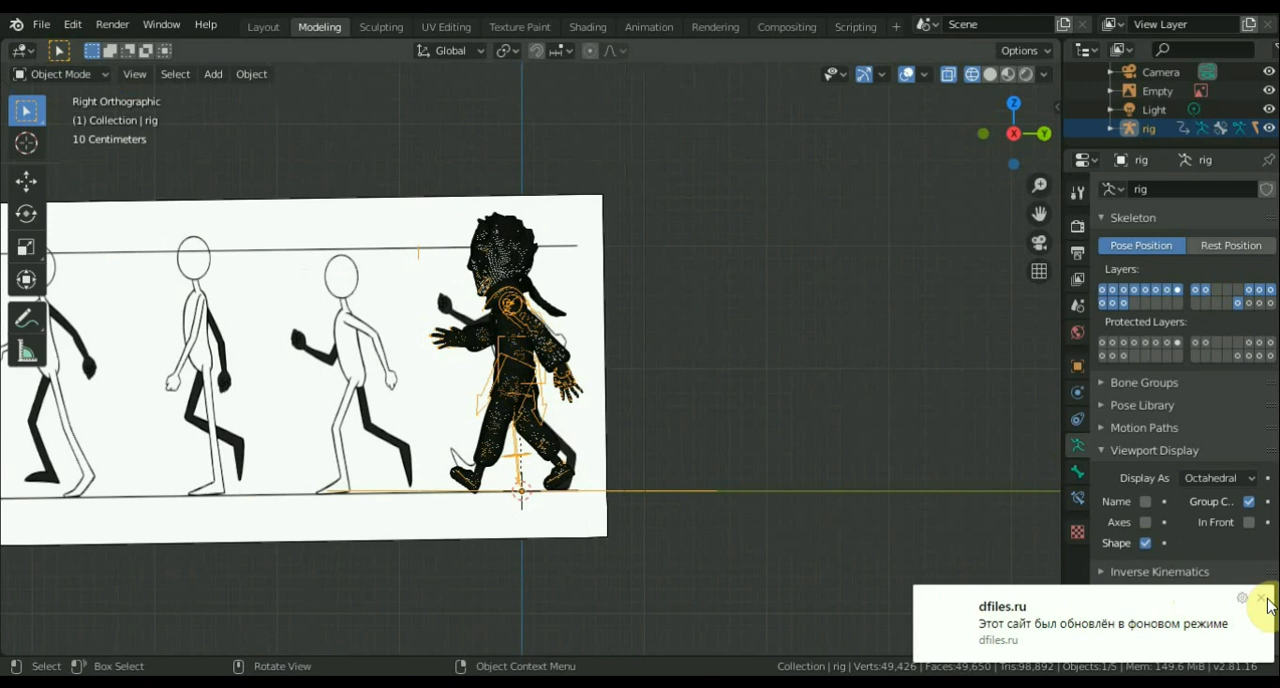 File Edit Render Window Help
Layout Modeling Sculpting UV Editing Texture Paint Shading Animation Rendering Compositing Scripting +
Scene
View Layer
Global
Options
Object Mode View Select Add Object
Right Orthographic
(1) Collection | rig
10 Centimeters
Z
X
Y
Camera
Empty
Light
rig
rig rig
rig
Skeleton
Pose Position Rest Position
Layers:
Protected Layers:
Bone Groups
Pose Library
Motion Paths
Viewport Display
Display As Octahedral
Name Group C..
Axes In Front
Shape
Inverse Kinematics
dfiles.ru
Этот сайт был обновлён в фоновом режиме
dfiles.ru
Select Box Select Rotate View Object Context Menu
Collection | rig | Verts:49,426 | Faces:49,650 | Tris:98,892 | Objects:1/5 | Mem: 149.6 MiB | v2.81.16